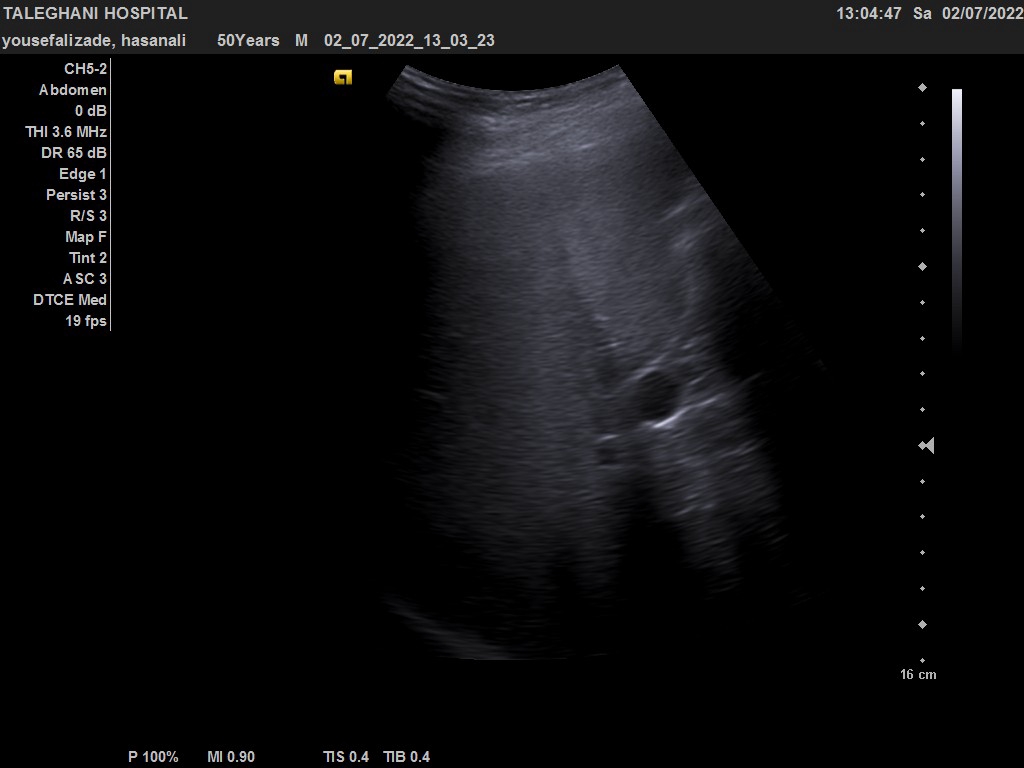 TALEGHANI HOSPITAL 13:04:47 Sa 02/07/2022
yousefalizade, hasanali 50Years M 02_07_2022_13_03_23
CH5-2
Abdomen
0 dB
THI 3.6 MHz
DR 65 dB
Edge 1
Persist 3
R/S 3
Map F
Tint 2
ASC 3
DTCE Med
19 fps
16 cm
P 100% MI 0.90 TIS 0.4 TIB 0.4